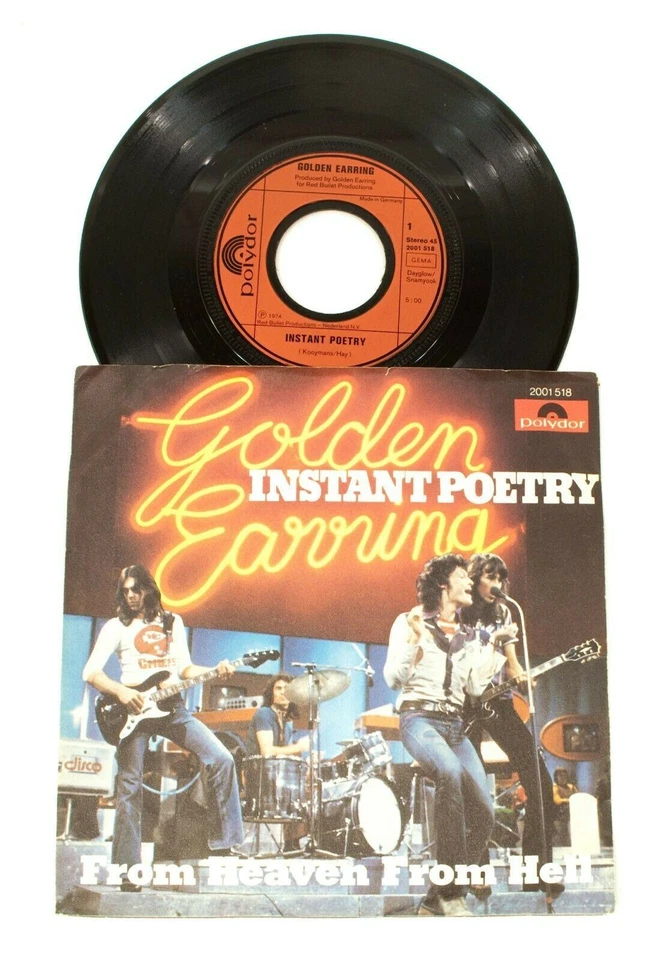 GOLDEN EARRING
Produced by Golden Earring
for Red Bullet Productions
Made in Germany
polydor
1
Stereo 45
2001 518
GEMA
Dayglow/
Snamyook
5:00
Ⓟ 1974
Red Bullet Productions – Nederland N.V.
INSTANT POETRY
(Kooymans/Hay)
2001 518
polydor
Golden
INSTANT POETRY
Earring
disco
From Heaven From Hell